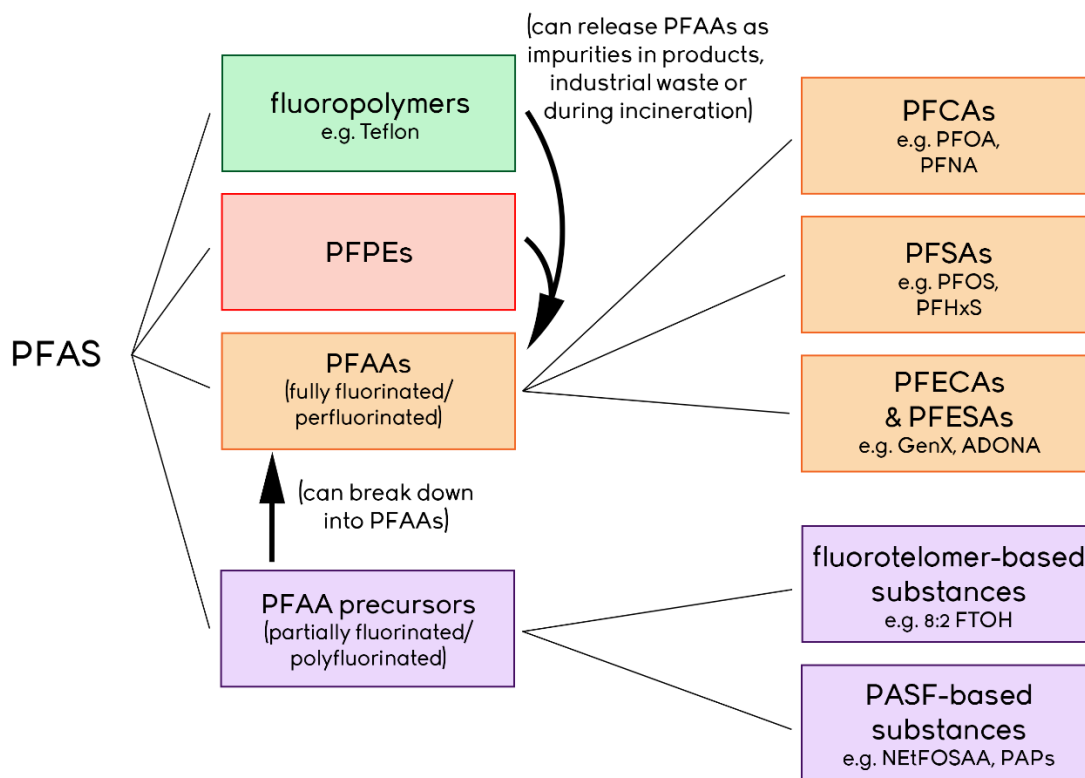 PFAS
fluoropolymers
e.g. Teflon
(can release PFAAs as
impurities in products,
industrial waste or
during incineration)
PFPEs
PFAAs
(fully fluorinated/
perfluorinated)
(can break down
into PFAAs)
PFAA precursors
(partially fluorinated/
polyfluorinated)
PFCAs
e.g. PFOA,
PFNA
PFSAs
e.g. PFOS,
PFHxS
PFECAs
& PFESAs
e.g. GenX, ADONA
fluorotelomer-based
substances
e.g. 8:2 FTOH
PASF-based
substances
e.g. NEtFOSAA, PAPs